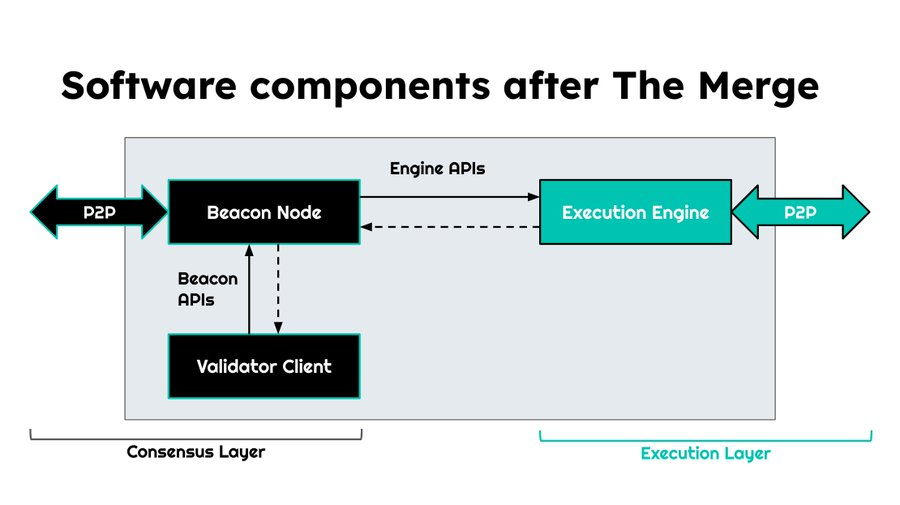 Software components after The Merge
Engine APIs
P2P
Beacon Node
Execution Engine
P2P
Beacon
APIs
Validator Client
Consensus Layer
Execution Layer